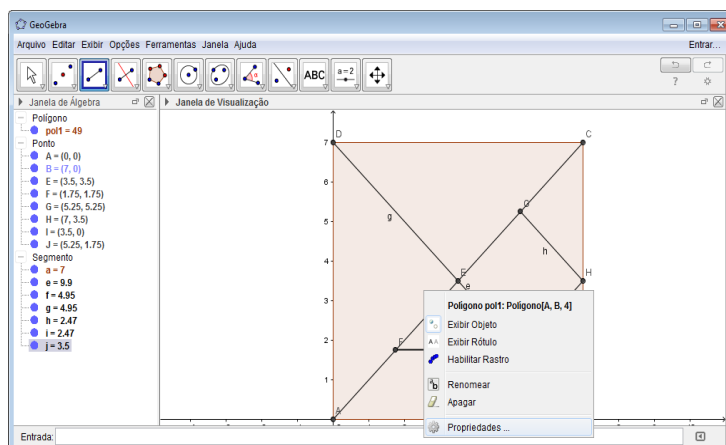 GeoGebra
Arquivo Editar Exibir Opções Ferramentas Janela Ajuda
Entrar...
ABC
a=2
?
Janela de Álgebra
Janela de Visualização
Polígono
pol1 = 49
Ponto
A = (0, 0)
B = (7, 0)
E = (3.5, 3.5)
F = (1.75, 1.75)
G = (5.25, 5.25)
H = (7, 3.5)
I = (3.5, 0)
J = (5.25, 1.75)
Segmento
a = 7
e = 9.9
f = 4.95
g = 4.95
h = 2.47
i = 2.47
j = 3.5
D
C
7
6
G
5
g
h
4
E
H
e
3
2
F
1
A
Polígono pol1: Polígono[A, B, 4]
Exibir Objeto
AA Exibir Rótulo
Habilitar Rastro
Renomear
Apagar
Propriedades ...
Entrada: